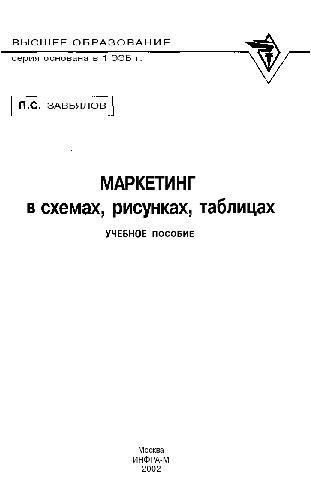 ВЫСШЕЕ ОБРАЗОВАНИЕ
серия основана в 1996 г.
П.С. ЗАВЬЯЛОВ
МАРКЕТИНГ
в схемах, рисунках, таблицах
УЧЕБНОЕ ПОСОБИЕ
Москва
ИНФРА-М
2002